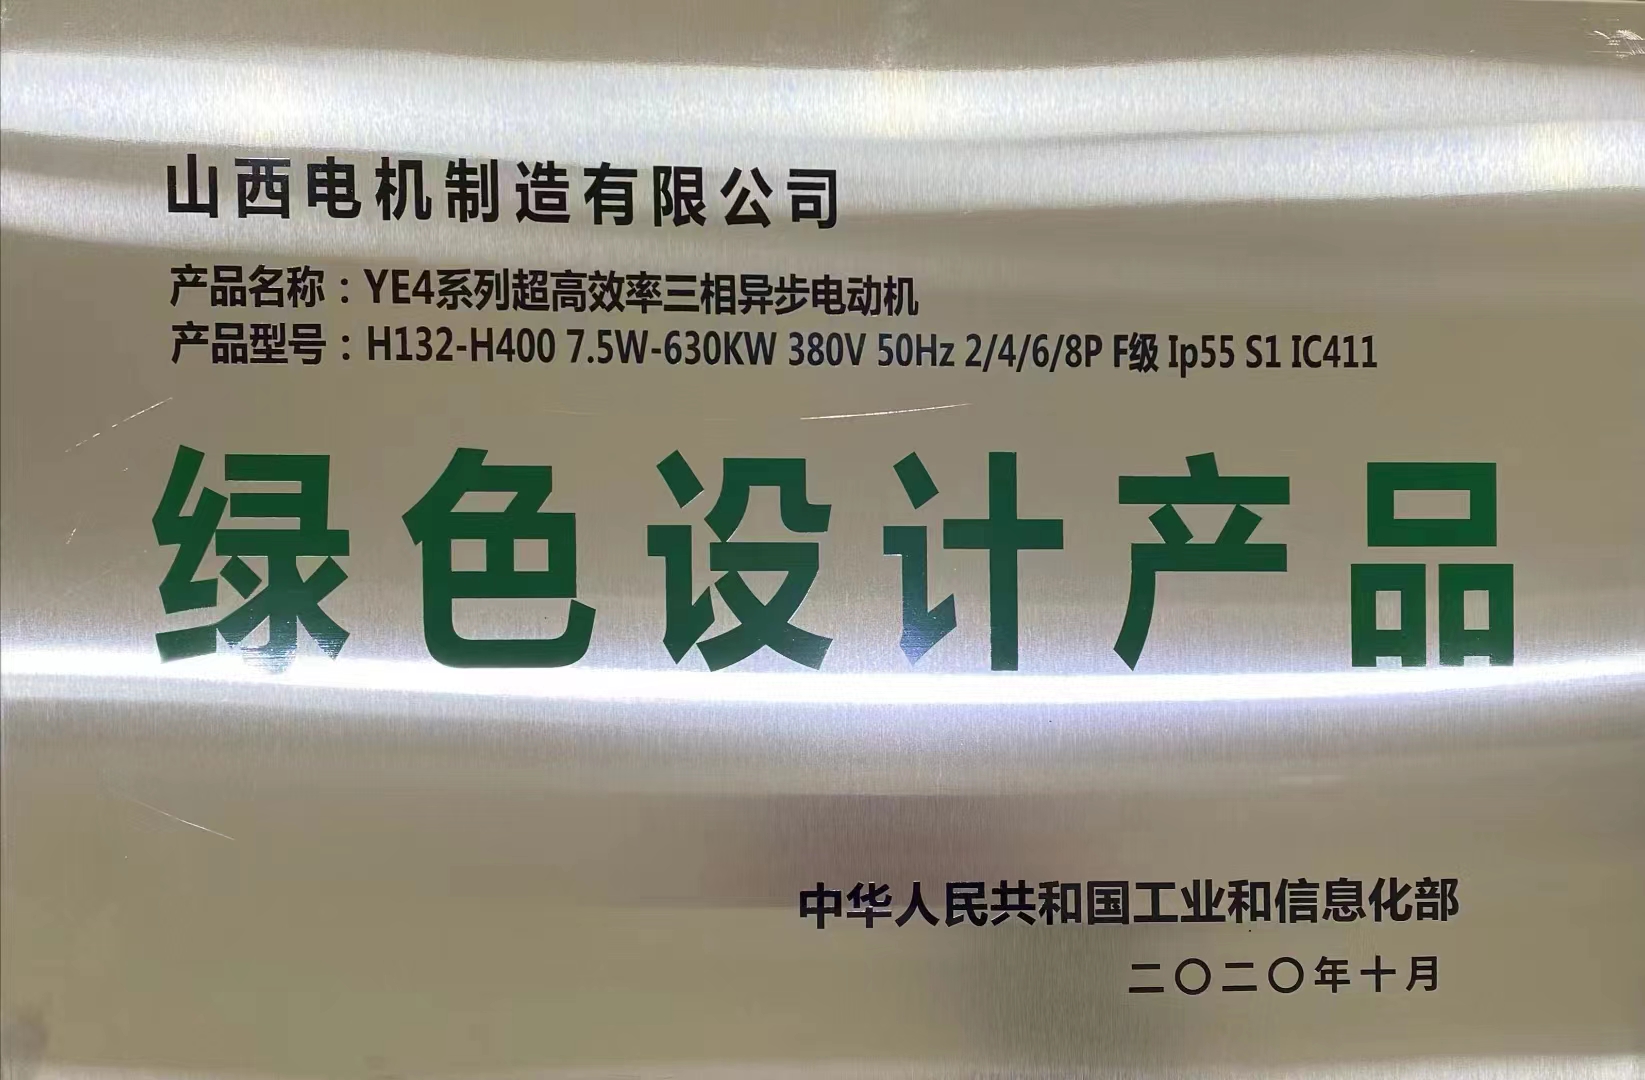 山西电机制造有限公司
产品名称：YE4系列超高效率三相异步电动机
产品型号：H132-H400 7.5W-630KW 380V 50Hz 2/4/6/8P F级 Ip55 S1 IC411
绿色设计产品
中华人民共和国工业和信息化部
二〇二〇年十月